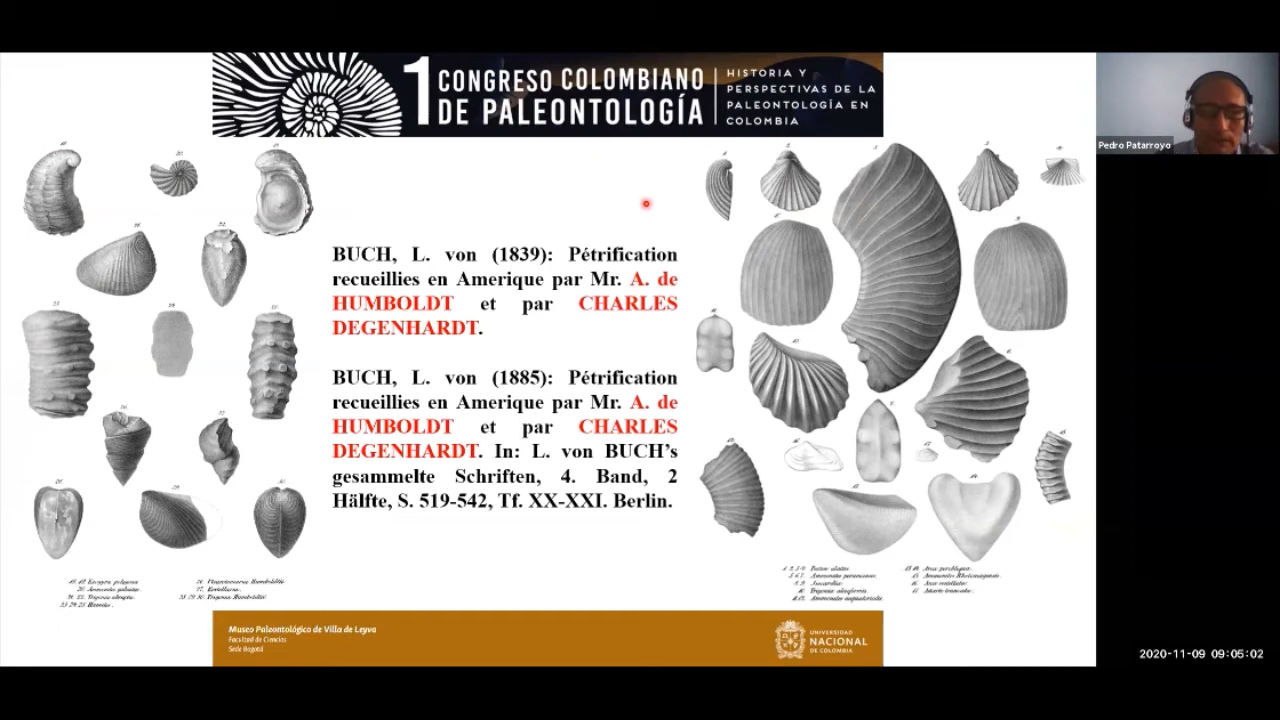 1 CONGRESO COLOMBIANO
DE PALEONTOLOGÍA
HISTORIA Y
PERSPECTIVAS DE LA
PALEONTOLOGÍA EN
COLOMBIA
Pedro Patarroyo
BUCH, L. von (1839): Pétrification
recueillies en Amerique par Mr. A. de
HUMBOLDT et par CHARLES
DEGENHARDT.
BUCH, L. von (1885): Pétrification
recueillies en Amerique par Mr. A. de
HUMBOLDT et par CHARLES
DEGENHARDT. In: L. von BUCH’s
gesammelte Schriften, 4. Band, 2
Hälfte, S. 519-542, Tf. XX-XXI. Berlin.
Museo Paleontológico de Villa de Leyva
Facultad de Ciencias
Sede Bogotá
UNIVERSIDAD
NACIONAL
DE COLOMBIA
2020-11-09 09:05:02